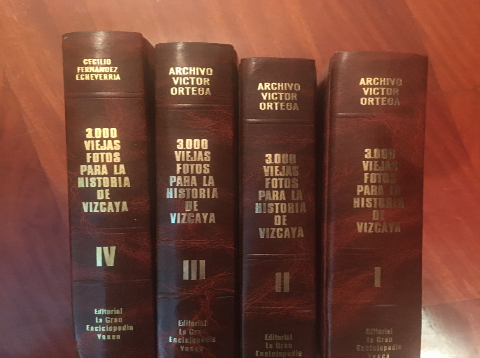 CECILIO
FERNÁNDEZ
ECHEVERRIA
3.000
VIEJAS
FOTOS
PARA LA
HISTORIA
DE
VIZCAYA
IV
Editorial
La Gran
Enciclopedia
Vasca
ARCHIVO
VICTOR
ORTEGA
3.000
VIEJAS
FOTOS
PARA LA
HISTORIA
DE
VIZCAYA
III
Editorial
La Gran
Enciclopedia
Vasca
ARCHIVO
VICTOR
ORTEGA
3.000
VIEJAS
FOTOS
PARA LA
HISTORIA
DE
VIZCAYA
II
Editorial
La Gran
Enciclopedia
ARCHIVO
VICTOR
ORTEGA
3.000
VIEJAS
FOTOS
PARA LA
HISTORIA
DE
VIZCAYA
I
Editorial
La Gran
Enciclopedia
Vasca